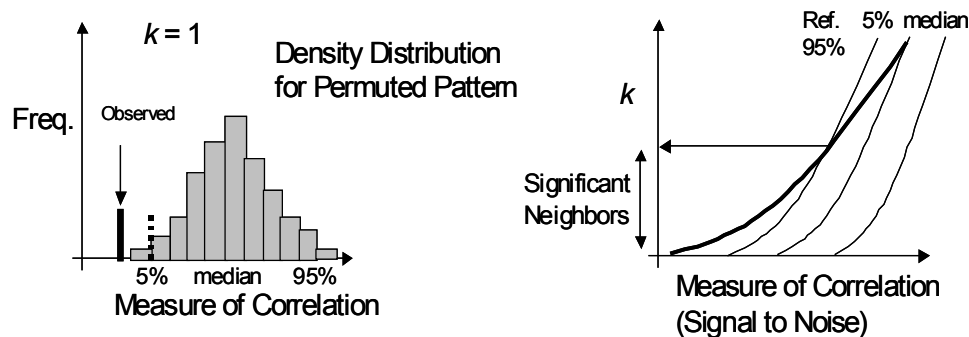 k = 1
Density Distribution
for Permuted Pattern
Observed
Freq.
5% median 95%
Measure of Correlation
Ref. 5% median
95%
k
Significant
Neighbors
Measure of Correlation
(Signal to Noise)